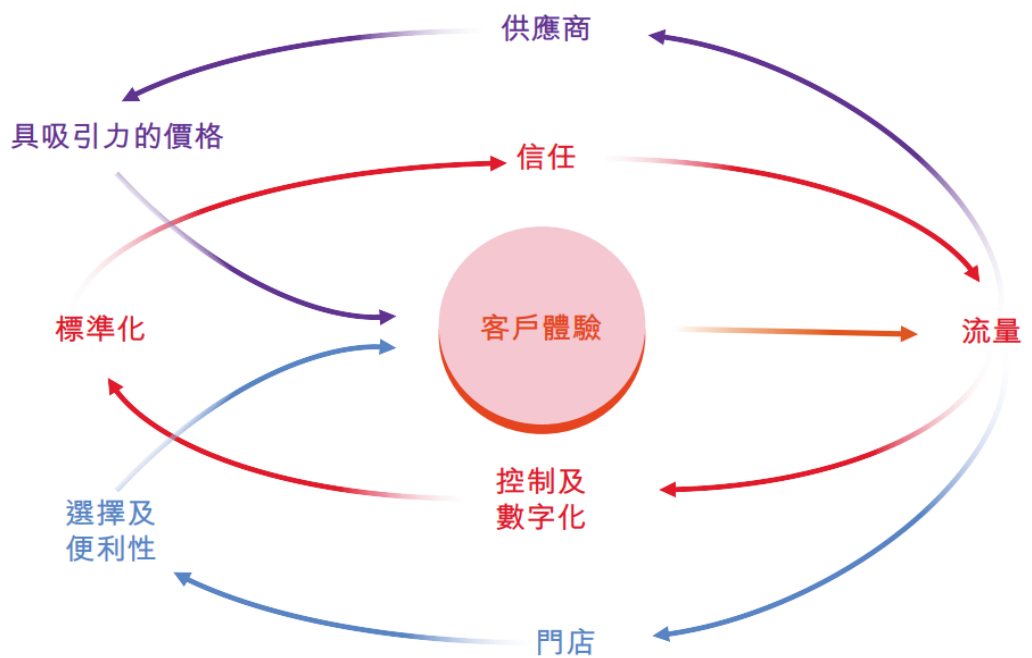 供應商
具吸引力的價格
信任
標準化
客戶體驗
流量
控制及
數字化
選擇及
便利性
門店